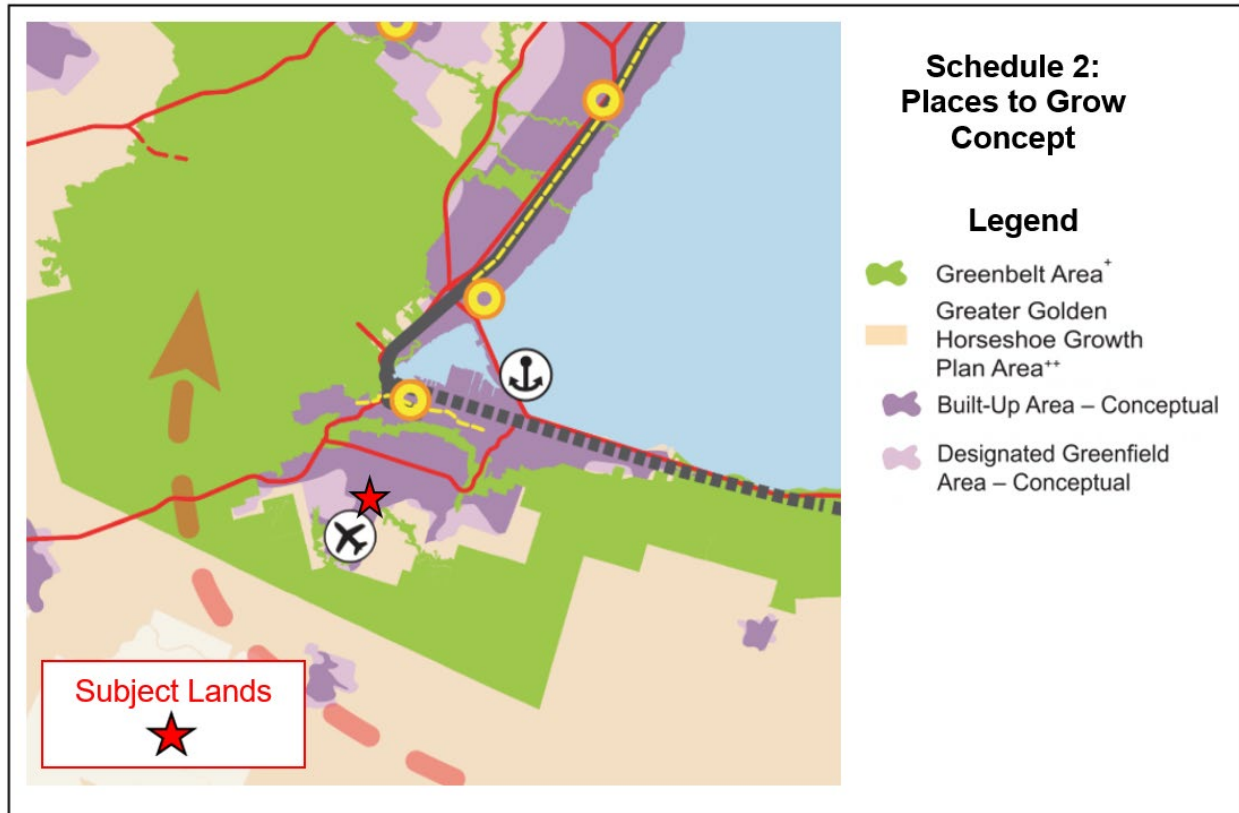 Schedule 2:
Places to Grow
Concept
Legend
Greenbelt Area+
Greater Golden
Horseshoe Growth
Plan Area++
Built-Up Area – Conceptual
Designated Greenfield
Area – Conceptual
Subject Lands